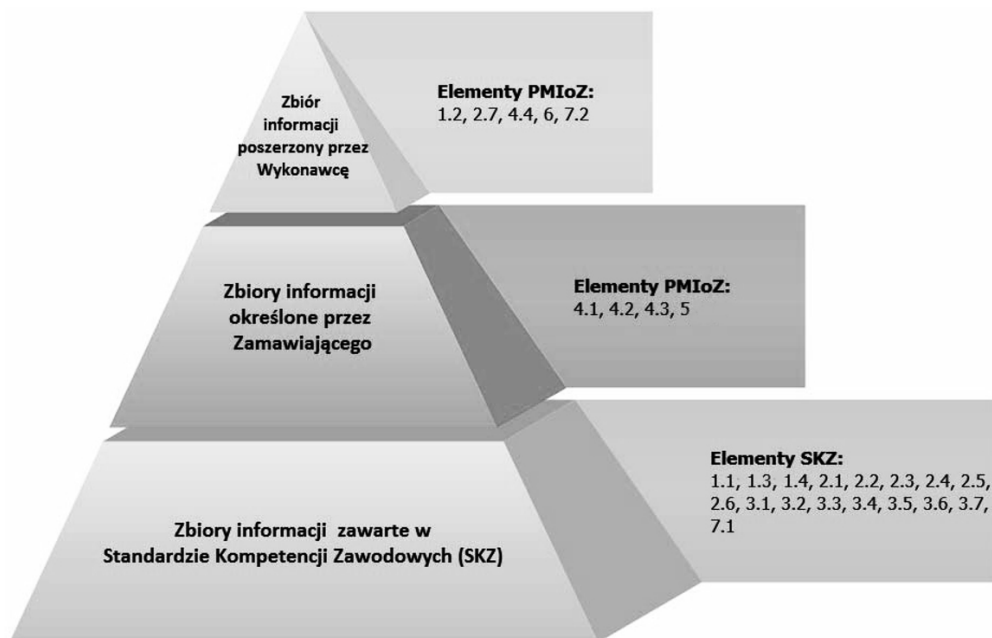 Zbiór
informacji
poszerzony przez
Wykonawcę
Elementy PMIoZ:
1.2, 2.7, 4.4, 6, 7.2
Zbiory informacji
określone przez
Zamawiającego
Elementy PMIoZ:
4.1, 4.2, 4.3, 5
Zbiory informacji zawarte w
Standardzie Kompetencji Zawodowych (SKZ)
Elementy SKZ:
1.1, 1.3, 1.4, 2.1, 2.2, 2.3, 2.4, 2.5,
2.6, 3.1, 3.2, 3.3, 3.4, 3.5, 3.6, 3.7,
7.1